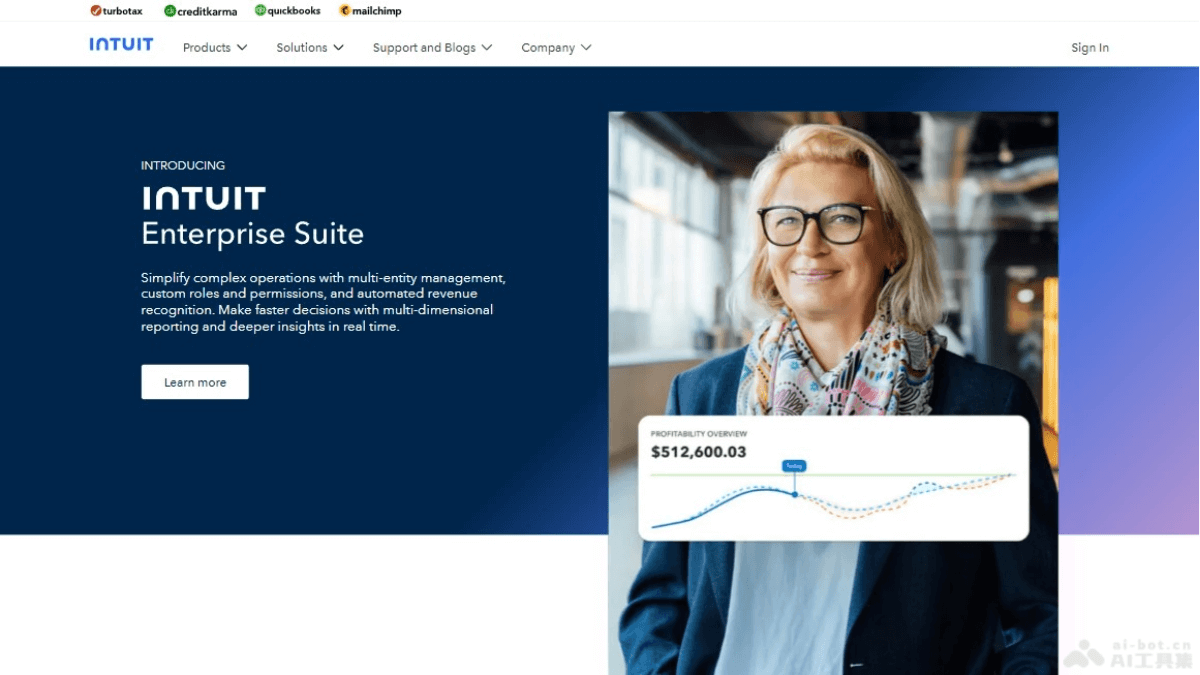 turbotax creditkarma quickbooks mailchimp
INTUIT Products Solutions Support and Blogs Company Sign In
INTRODUCING
INTUIT
Enterprise Suite
Simplify complex operations with multi-entity management,
custom roles and permissions, and automated revenue
recognition. Make faster decisions with multi-dimensional
reporting and deeper insights in real time.
Learn more
PROFITABILITY OVERVIEW
$512,600.03
Today
ai-bot.cn
AI工具集